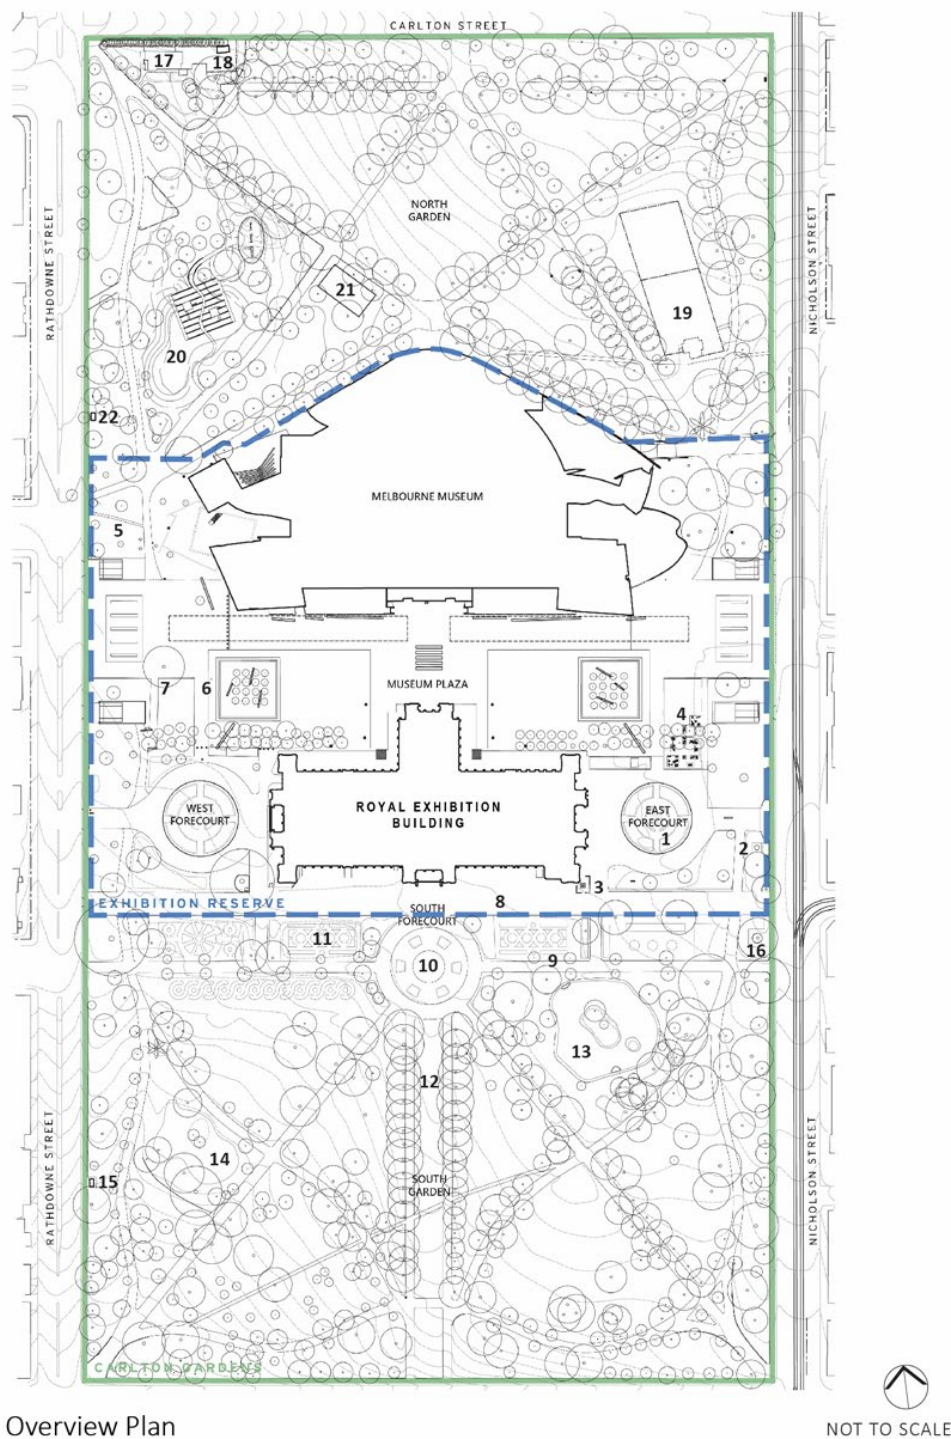 CARLTON STREET
17
18
RATHDOWNE STREET
NICHOLSON STREET
NORTH
GARDEN
21
19
20
22
MELBOURNE MUSEUM
5
7
6
MUSEUM PLAZA
4
WEST
FORECOURT
ROYAL EXHIBITION
BUILDING
EAST
FORECOURT
1
2
3
EXHIBITION RESERVE
8
SOUTH
FORECOURT
11
16
10
9
13
12
14
15
SOUTH
GARDEN
RATHDOWNE STREET
NICHOLSON STREET
CARLTON GARDENS
Overview Plan
NOT TO SCALE